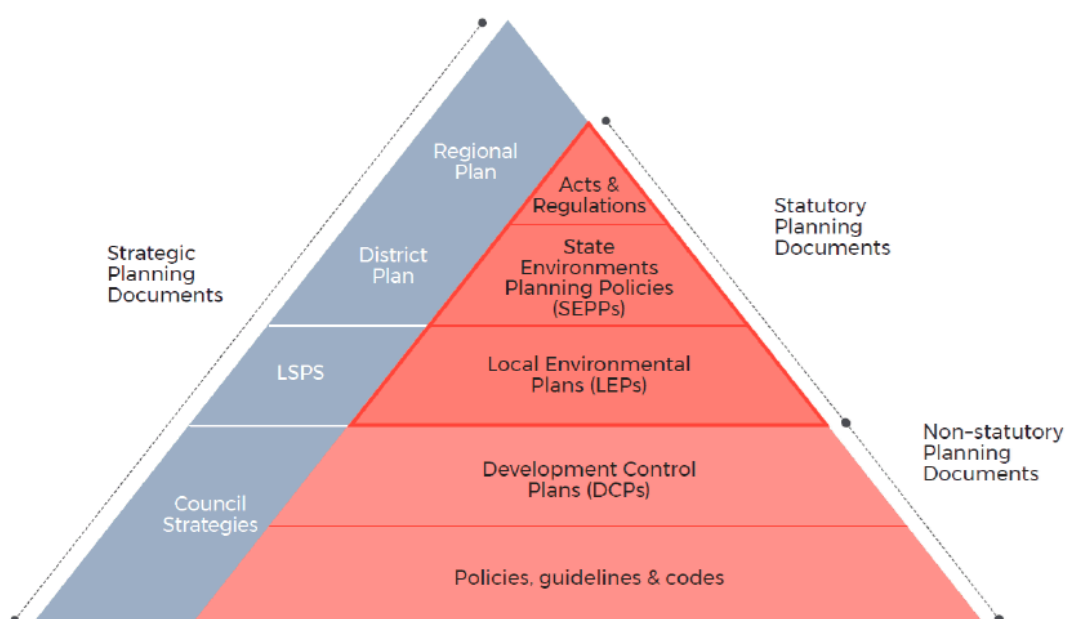 Regional
Plan
Acts &
Regulations
Statutory
Planning
Documents
Strategic
Planning
Documents
District
Plan
State
Environments
Planning Policies
(SEPPs)
LSPS
Local Environmental
Plans (LEPs)
Non-statutory
Planning
Documents
Council
Strategies
Development Control
Plans (DCPs)
Policies, guidelines & codes